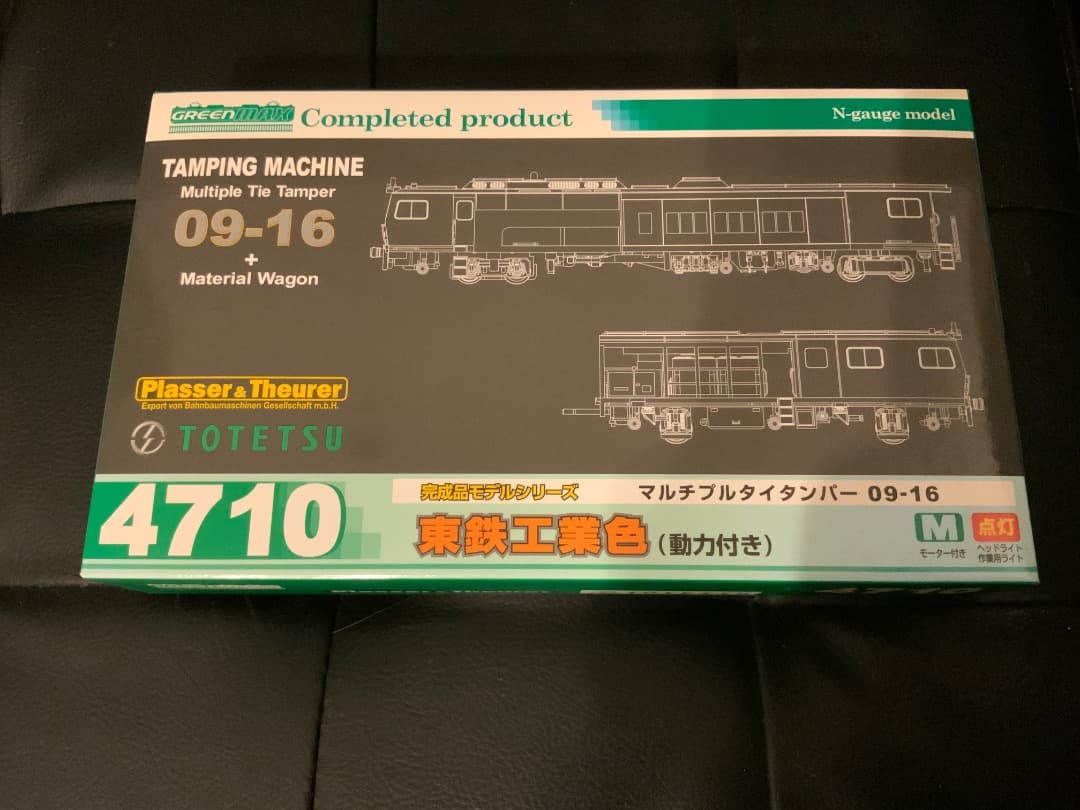 GREENMAX Completed product
N-gauge model
TAMPING MACHINE
Multiple Tie Tamper
09-16
+
Material Wagon
Plasser & Theurer
Export von Bahnbaumaschinen Gesellschaft m.b.H.
TOTETSU
4710
完成品モデルシリーズ
マルチプルタイタンパー 09-16
東鉄工業色(動力付き)
M
モーター付き
点灯
ヘッドライト
作業用ライト